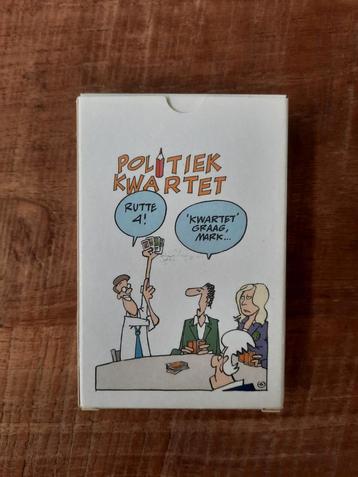 POLITIEK
KWARTET
RUTTE
4!
'KWARTET'
GRAAG,
MARK...